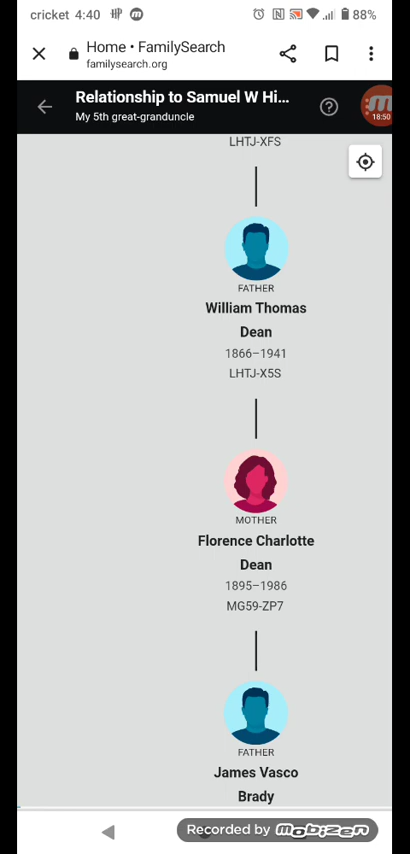 cricket 4:40
88%
Home • FamilySearch
familysearch.org
Relationship to Samuel W Hi...
My 5th great-granduncle
18:50
LHTJ-XFS
FATHER
William Thomas
Dean
1866–1941
LHTJ-X5S
MOTHER
Florence Charlotte
Dean
1895–1986
MG59-ZP7
FATHER
James Vasco
Brady
Recorded by MOBIZEN